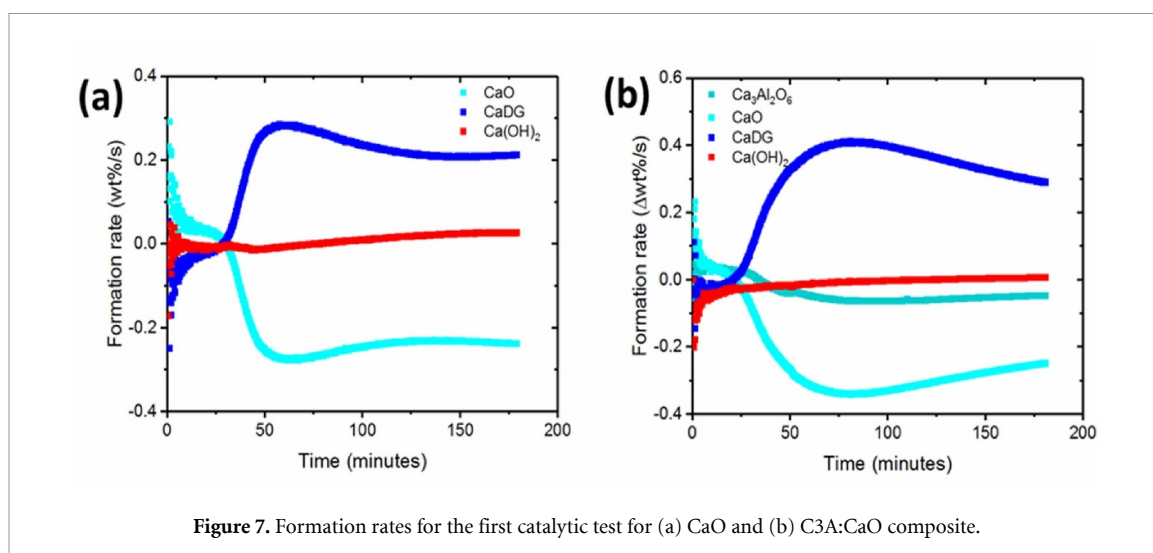 (a)
Formation rate (wt%/s)
0.4
0.2
0.0
-0.2
-0.4
CaO
CaDG
Ca(OH)₂
0 50 100 150 200
Time (minutes)
(b)
Formation rate (Δwt%/s)
0.6
0.4
0.2
0.0
-0.2
-0.4
Ca₃Al₂O₆
CaO
CaDG
Ca(OH)₂
0 50 100 150 200
Time (minutes)
Figure 7. Formation rates for the first catalytic test for (a) CaO and (b) C3A:CaO composite.